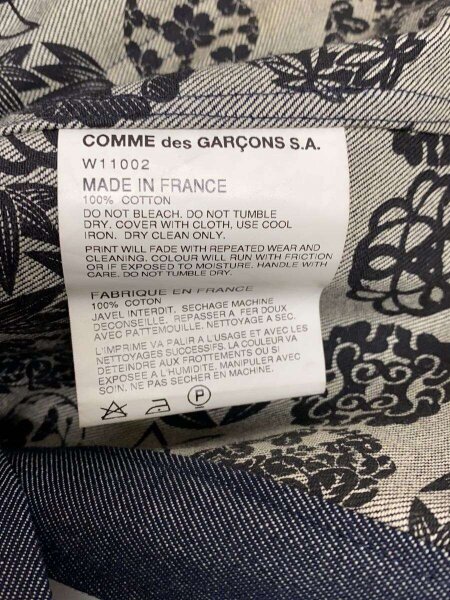 COMME des GARÇONS S.A.
W11002
MADE IN FRANCE
100% COTTON
DO NOT BLEACH. DO NOT TUMBLE
DRY. COVER WITH CLOTH, USE COOL
IRON. DRY CLEAN ONLY.
PRINT WILL FADE WITH REPEATED WEAR AND
CLEANING. COLOUR WILL RUN WITH FRICTION
OR IF EXPOSED TO MOISTURE. HANDLE WITH
CARE. DO NOT TUMBLE DRY.
FABRIQUE EN FRANCE
100% COTON
JAVEL INTERDIT. SECHAGE MACHINE
DECONSEILLE. REPASSER A FER DOUX
AVEC PATTEMOUILLE. NETTOYAGE A SEC.
L'IMPRIME VA PALIR A L'USAGE ET AVEC LES
NETTOYAGES SUCCESSIFS. LA COULEUR VA
DETEINDRE AUX FROTTEMENTS OU SI
EXPOSEE A L'HUMIDITE. MANIPULER AVEC
SOIN. NE PAS SECHER EN MACHINE.
P